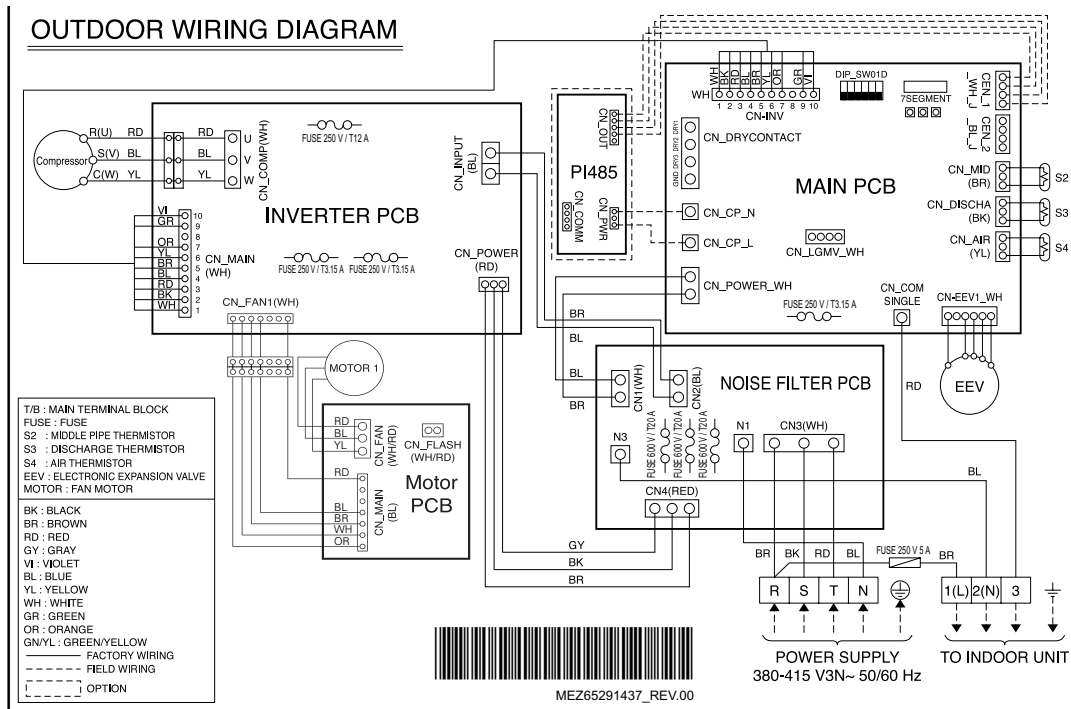 OUTDOOR WIRING DIAGRAM
Compressor
R(U) RD RD U
S(V) BL BL V
C(W) YL YL W
CN_COMP(WH)
FUSE 250 V / T12 A
CN_INPUT
(BL)
INVERTER PCB
VI 10
GR 9
8
OR 7
YL 6
BR 5
BL 4
RD 3
BK 2
WH 1
CN_MAIN
(WH)
FUSE 250 V / T3.15 A
FUSE 250 V / T3.15 A
CN_POWER
(RD)
CN_FAN1(WH)
MOTOR 1
RD
BL
YL
CN_FAN
(WH/RD)
CN_FLASH
(WH/RD)
RD
BL
BR
WH
OR
CN_MAIN
(BL)
Motor
PCB
PI485
CN_OUT
CN_COMM
CN_PWR
WH BK RD BL BR YL OR GR VI
WH
1 2 3 4 5 6 7 8 9 10
CN-INV
DIP_SW01D
7SEGMENT
CEN_1
_WH_J
CEN_2
_BL_J
GND DRY3 DRY2 DRY1
CN_DRYCONTACT
MAIN PCB
CN_MID
(BR)
S2
CN_DISCHA
(BK)
S3
CN_AIR
(YL)
S4
CN_CP_N
CN_CP_L
CN_LGMV_WH
CN_POWER_WH
FUSE 250 V / T3.15 A
CN_COM
SINGLE
CN-EEV1_WH
EEV
RD
BR
BL
BL
BR
CN1(WH)
CN2(BL)
NOISE FILTER PCB
N3
FUSE 600 V / T20 A
FUSE 600 V / T20 A
FUSE 600 V / T20 A
N1
CN3(WH)
CN4(RED)
BL
GY
BK
BR
BR BK RD BL
FUSE 250 V 5 A
BR
R S T N
1(L) 2(N) 3
POWER SUPPLY
380-415 V3N~ 50/60 Hz
TO INDOOR UNIT
T/B : MAIN TERMINAL BLOCK
FUSE : FUSE
S2 : MIDDLE PIPE THERMISTOR
S3 : DISCHARGE THERMISTOR
S4 : AIR THERMISTOR
EEV : ELECTRONIC EXPANSION VALVE
MOTOR : FAN MOTOR
BK : BLACK
BR : BROWN
RD : RED
GY : GRAY
VI : VIOLET
BL : BLUE
YL : YELLOW
WH : WHITE
GR : GREEN
OR : ORANGE
GN/YL : GREEN/YELLOW
FACTORY WIRING
FIELD WIRING
OPTION
MEZ65291437_REV.00